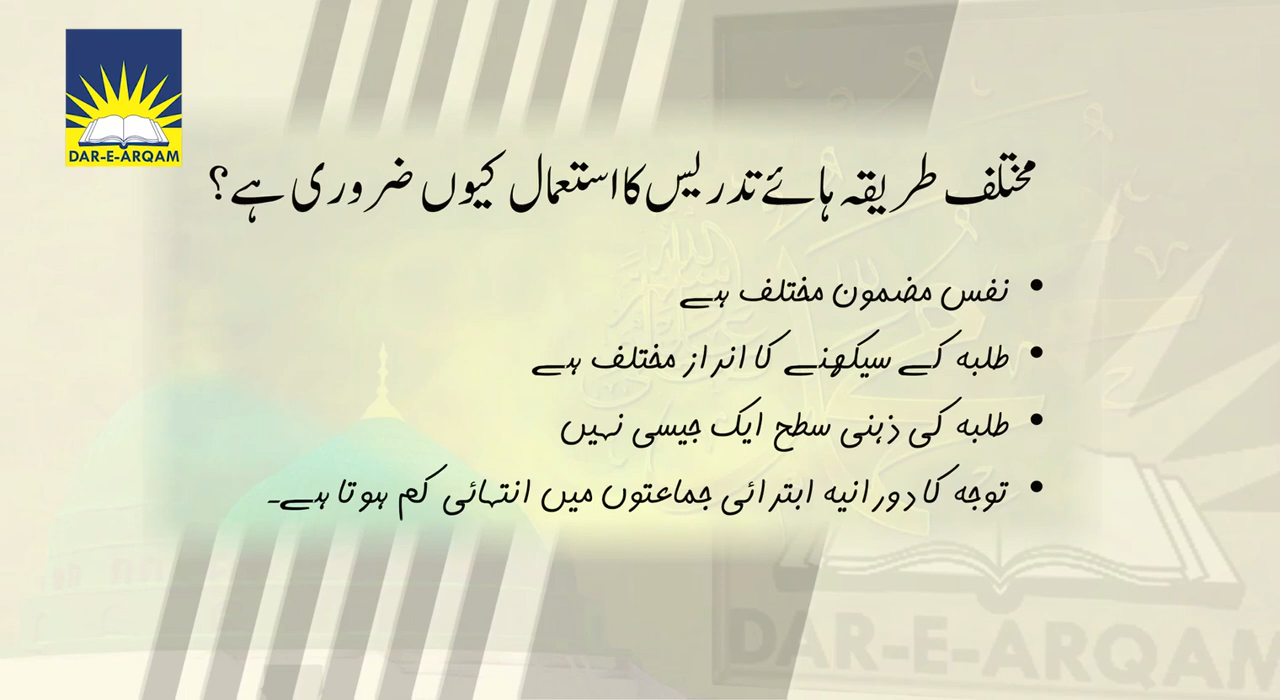 DAR-E-ARQAM
مختلف طریقہ ہائے تدریس کا استعمال کیوں ضروری ہے؟
• نفس مضمون مختلف ہے
• طلبہ کے سیکھنے کا انداز مختلف ہے
• طلبہ کی ذہنی سطح ایک جیسی نہیں
• توجہ کا دورانیہ ابتدائی جماعتوں میں انتہائی کم ہوتا ہے۔
DAR-E-ARQAM